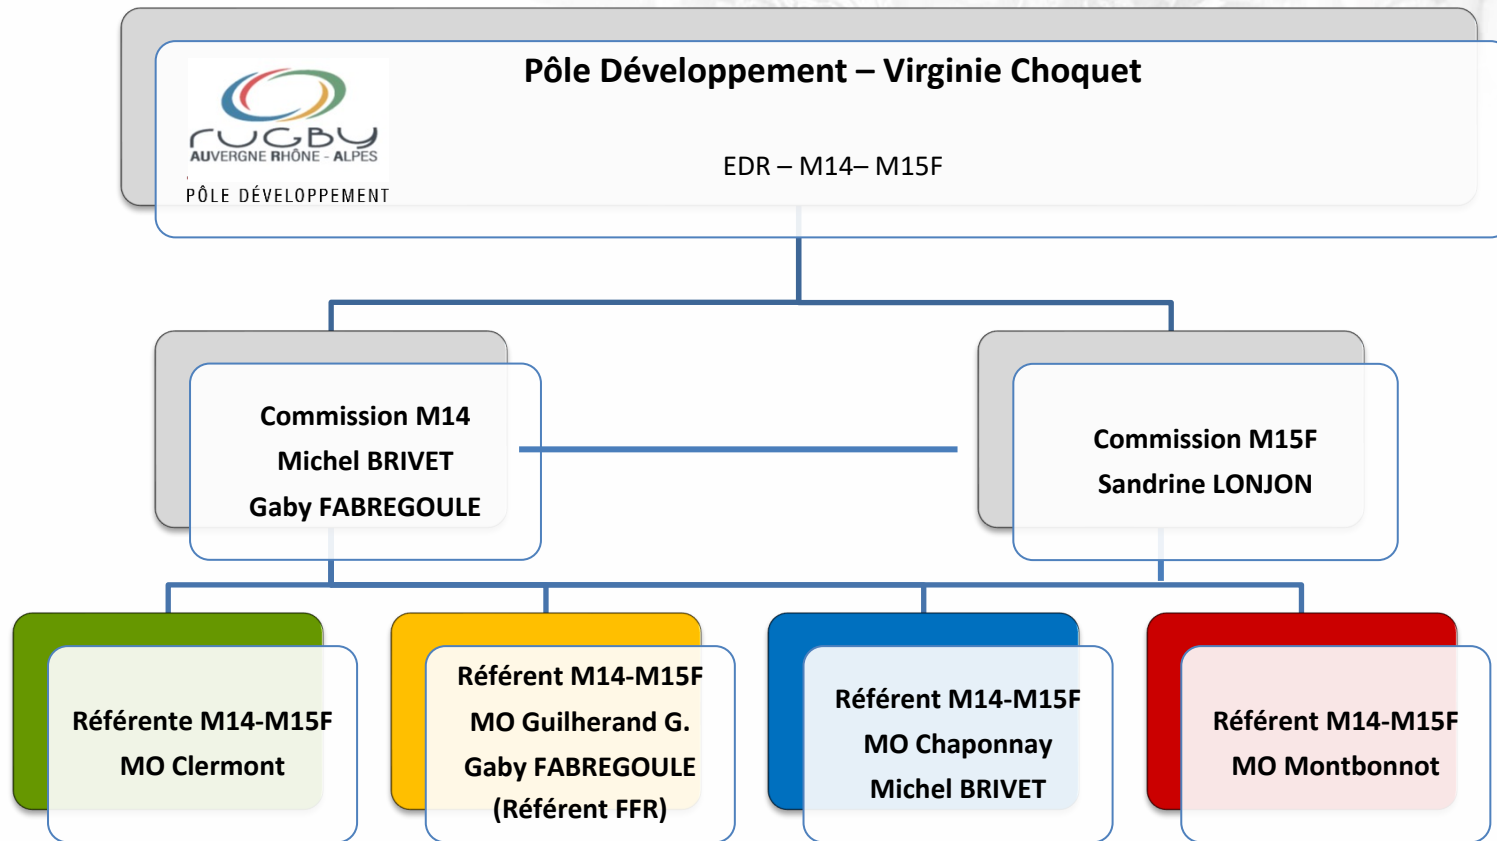 Pôle Développement – Virginie Choquet
RUGBY
AUVERGNE RHÔNE - ALPES
PÔLE DÉVELOPPEMENT
EDR – M14– M15F
Commission M14
Michel BRIVET
Gaby FABREGOULE
Commission M15F
Sandrine LONJON
Référente M14-M15F
MO Clermont
Référent M14-M15F
MO Guilherand G.
Gaby FABREGOULE
(Référent FFR)
Référent M14-M15F
MO Chaponnay
Michel BRIVET
Référent M14-M15F
MO Montbonnot